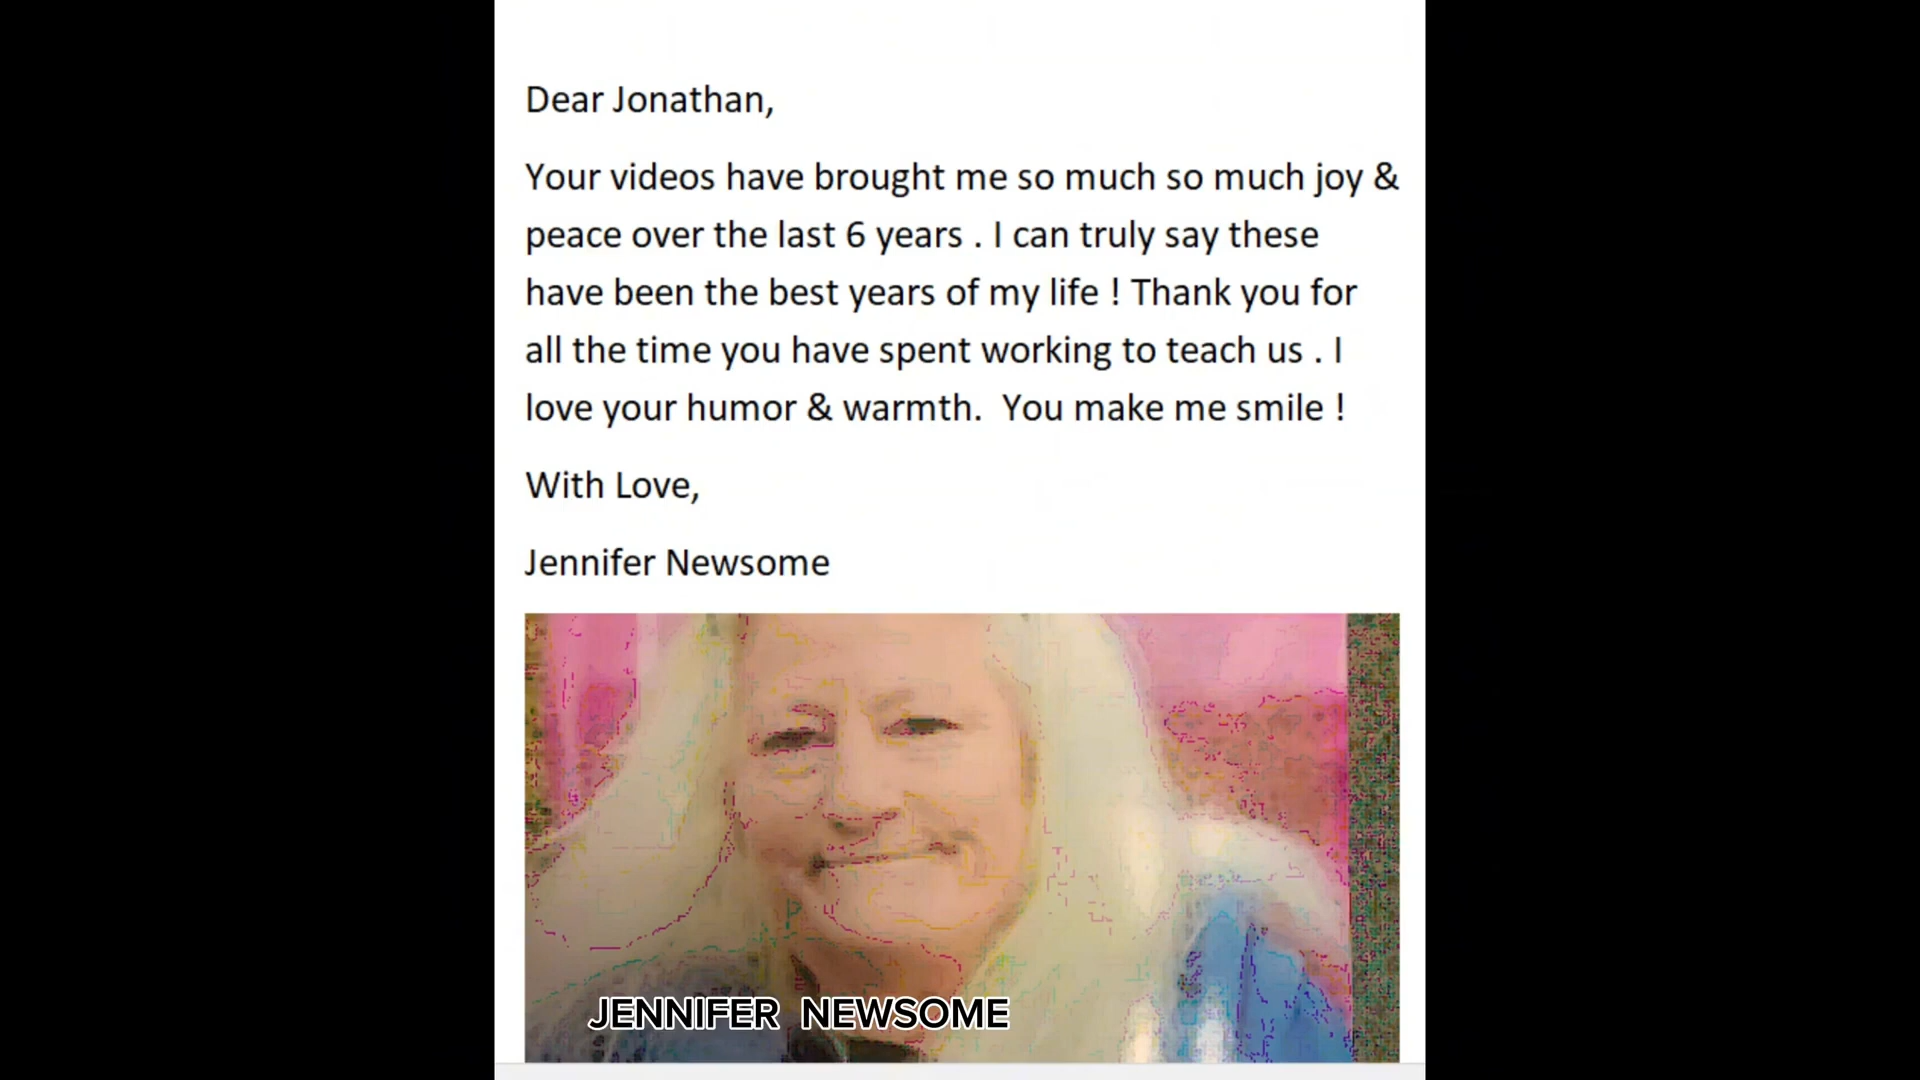 Dear Jonathan,
Your videos have brought me so much so much joy &
peace over the last 6 years . I can truly say these
have been the best years of my life ! Thank you for
all the time you have spent working to teach us . I
love your humor & warmth.  You make me smile !
With Love,
Jennifer Newsome
JENNIFER NEWSOME